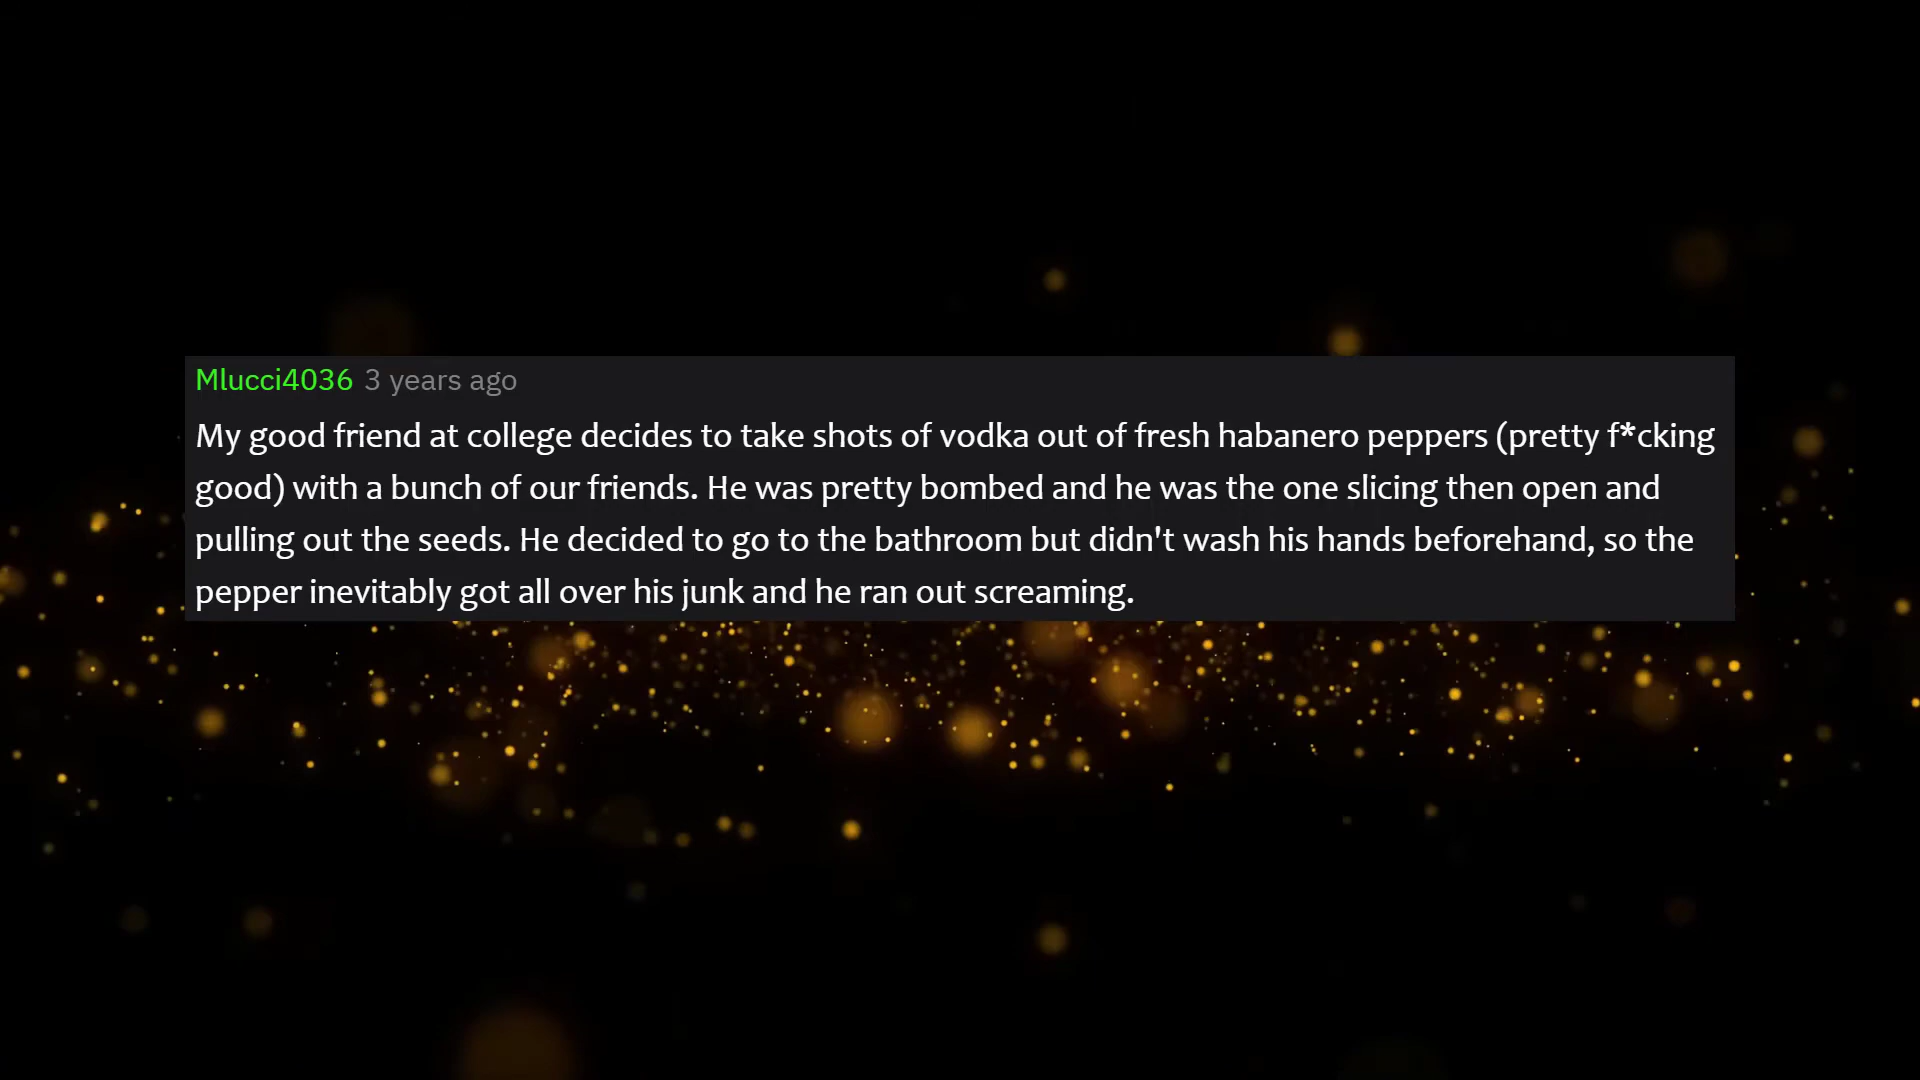 Mlucci4036 3 years ago
My good friend at college decides to take shots of vodka out of fresh habanero peppers (pretty f*cking
good) with a bunch of our friends. He was pretty bombed and he was the one slicing then open and
pulling out the seeds. He decided to go to the bathroom but didn't wash his hands beforehand, so the
pepper inevitably got all over his junk and he ran out screaming.